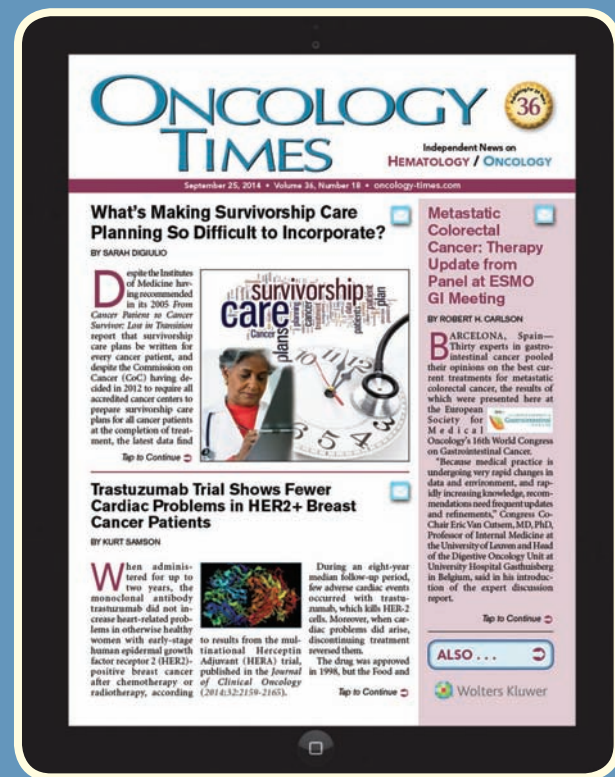 ONCOLOGY
TIMES
36
Independent News on
HEMATOLOGY / ONCOLOGY
September 25, 2014 • Volume 36, Number 18 • oncology-times.com
What's Making Survivorship Care
Planning So Difficult to Incorporate?
BY SARAH DIGIULIO
Despite the Institutes
of Medicine hav-
ing recommended
in its 2005 From
Cancer Patient to Cancer
Survivor: Lost in Transition
report that survivorship
care plans be written for
every cancer patient, and
despite the Commission on
Cancer (CoC) having de-
cided in 2012 to require all
accredited cancer centers to
prepare survivorship care
plans for all cancer patients
at the completion of treat-
ment, the latest data find
Tap to Continue
survivorship
care
plan
plans
Cancer
Trastuzumab Trial Shows Fewer
Cardiac Problems in HER2+ Breast
Cancer Patients
BY KURT SAMSON
When adminis-
tered for up to
two years, the
monoclonal antibody
trastuzumab did not in-
crease heart-related prob-
lems in otherwise healthy
women with early-stage
human epidermal growth
factor receptor 2 (HER2)-
positive breast cancer
after chemotherapy or
radiotherapy, according
to results from the mul-
tinational Herceptin
Adjuvant (HERA) trial,
published in the Journal
of Clinical Oncology
(2014;32:2159-2165).
During an eight-year
median follow-up period,
few adverse cardiac events
occurred with trastu-
zumab, which kills HER-2
cells. Moreover, when car-
diac problems did arise,
discontinuing treatment
reversed them.
The drug was approved
in 1998, but the Food and
Tap to Continue
Metastatic
Colorectal
Cancer: Therapy
Update from
Panel at ESMO
GI Meeting
BY ROBERT H. CARLSON
BARCELONA, Spain—
Thirty experts in gastro-
intestinal cancer pooled
their opinions on the best cur-
rent treatments for metastatic
colorectal cancer, the results of
which were presented here at
the European
Society for
Medical
Oncology's 16th World Congress
on Gastrointestinal Cancer.
"Because medical practice is
undergoing very rapid changes in
data and environment, and rap-
idly increasing knowledge, recom-
mendations need frequent updates
and refinements," Congress Co-
Chair Eric Van Cutsem, MD, PhD,
Professor of Internal Medicine at
the University of Leuven and Head
of the Digestive Oncology Unit at
University Hospital Gasthuisberg
in Belgium, said in his introduc-
tion of the expert discussion
report.
Tap to Continue
ALSO . . .
Wolters Kluwer